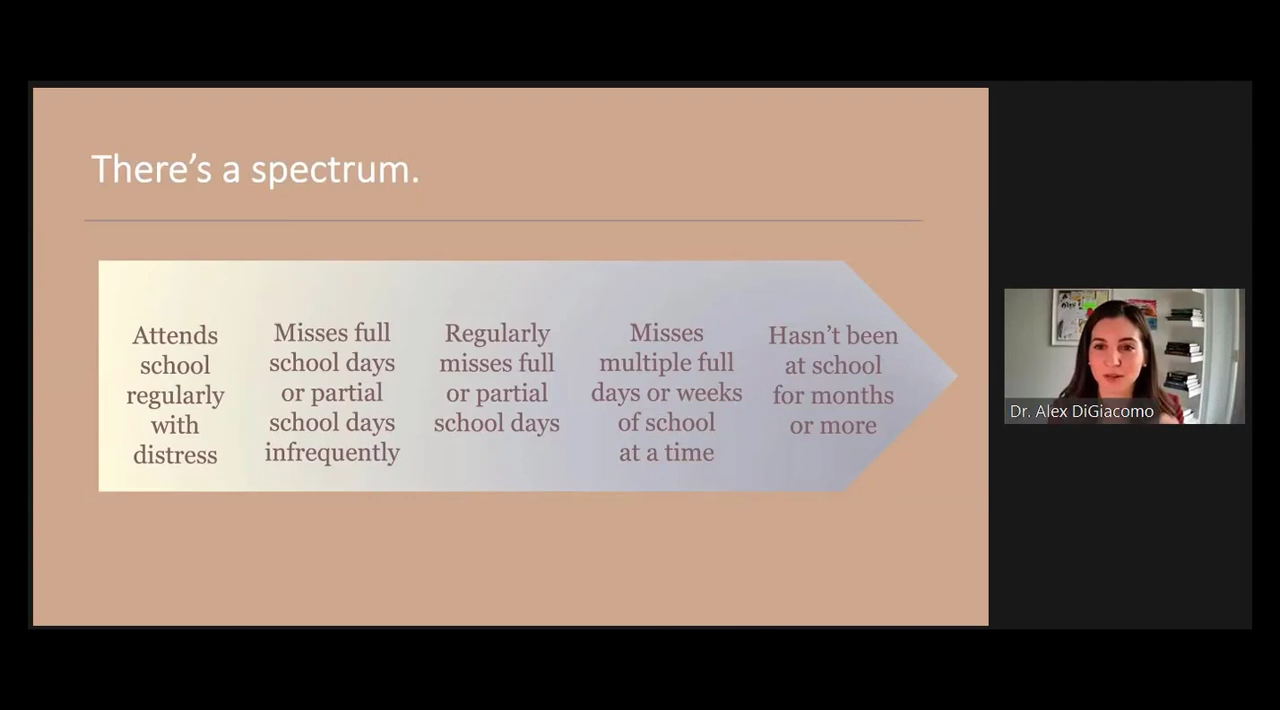 There's a spectrum.
Attends
school
regularly
with
distress
Misses full
school days
or partial
school days
infrequently
Regularly
misses full
or partial
school days
Misses
multiple full
days or weeks
of school
at a time
Hasn't been
at school
for months
or more
Dr. Alex DiGiacomo